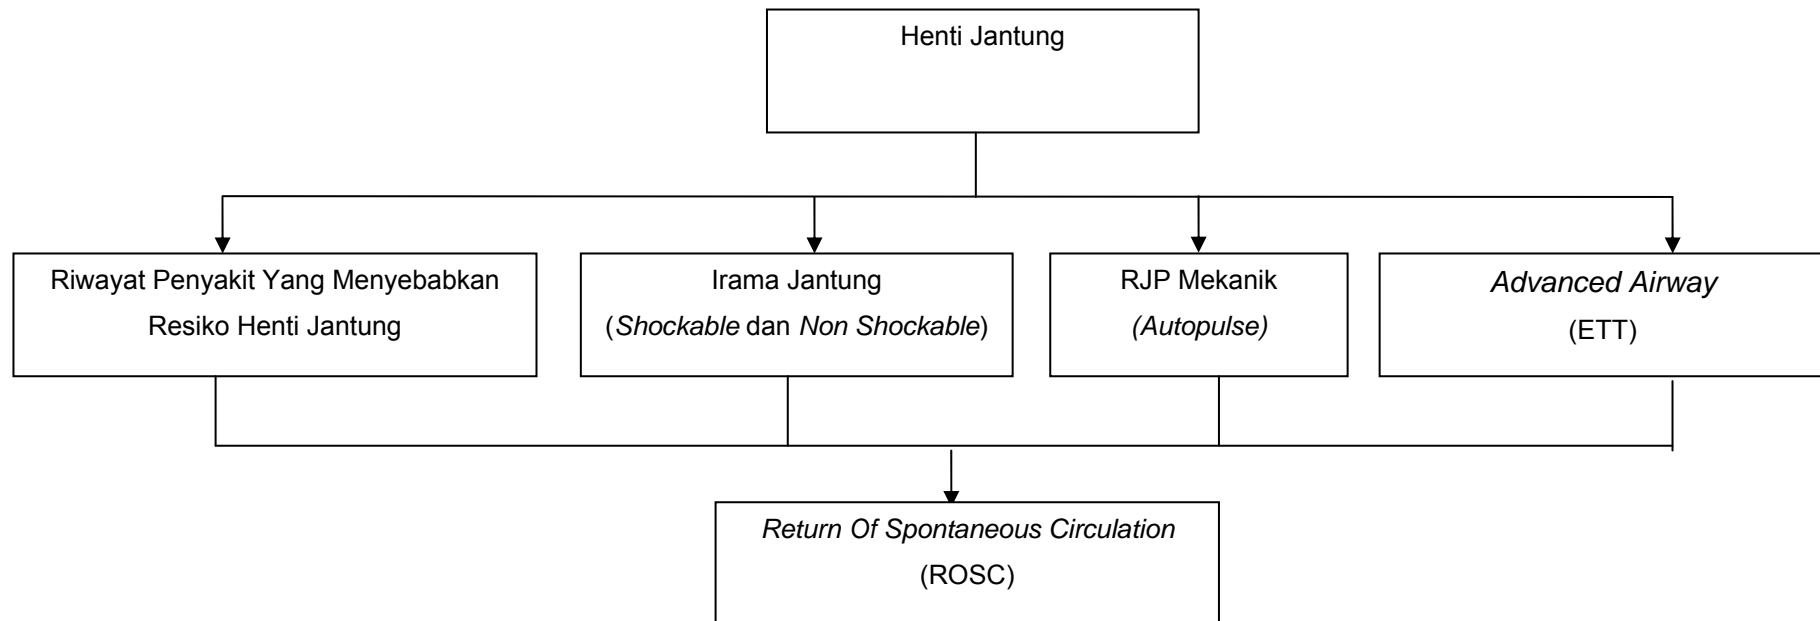 Henti Jantung
Riwayat Penyakit Yang Menyebabkan
Resiko Henti Jantung
Irama Jantung
(Shockable dan Non Shockable)
RJP Mekanik
(Autopulse)
Advanced Airway
(ETT)
Return Of Spontaneous Circulation
(ROSC)